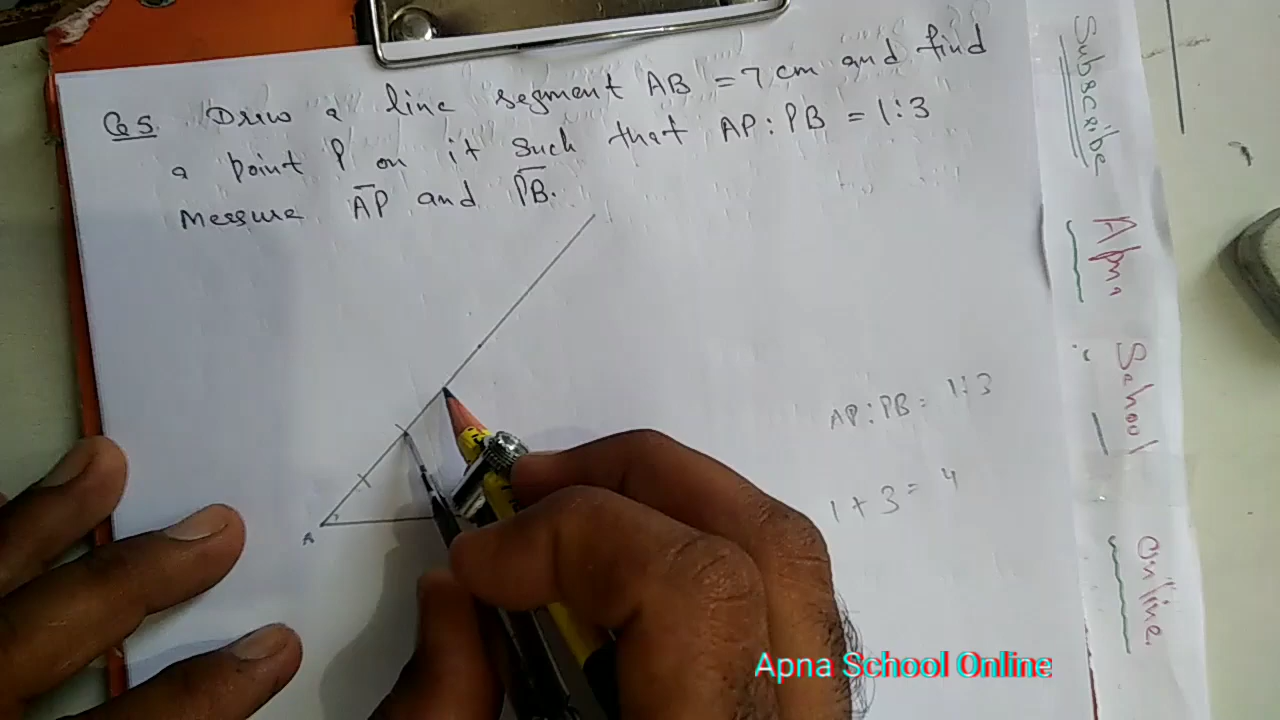 Q5 Draw a line segment AB = 7 cm and find
a point P on it such that AP : PB = 1:3
Messure AP and PB.
A
AP : PB = 1:3
1 + 3 = 4
Subscribe Apna School Online.
Apna School Online